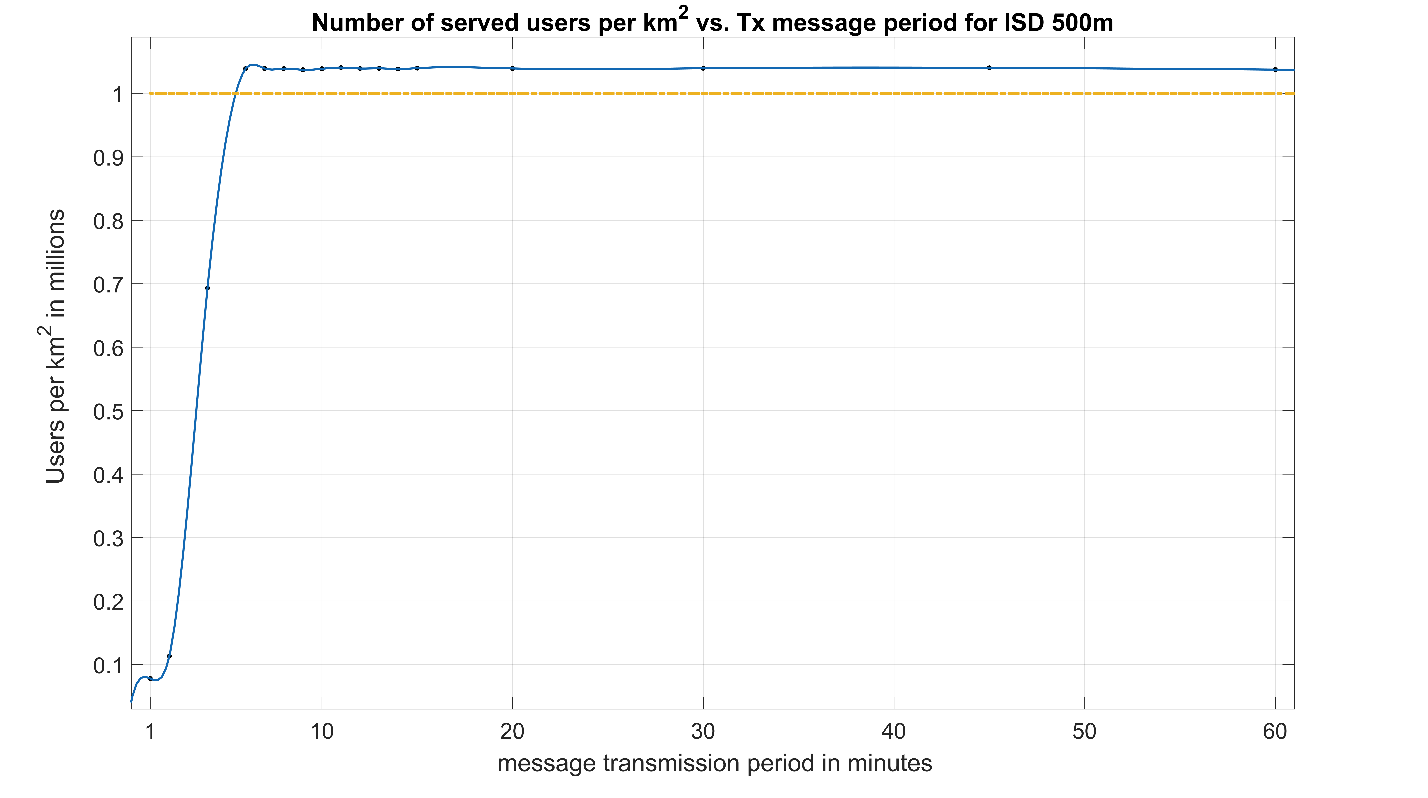 Number of served users per km2 vs. Tx message period for ISD 500m
Users per km2 in millions
1
0.9
0.8
0.7
0.6
0.5
0.4
0.3
0.2
0.1
1 10 20 30 40 50 60
message transmission period in minutes